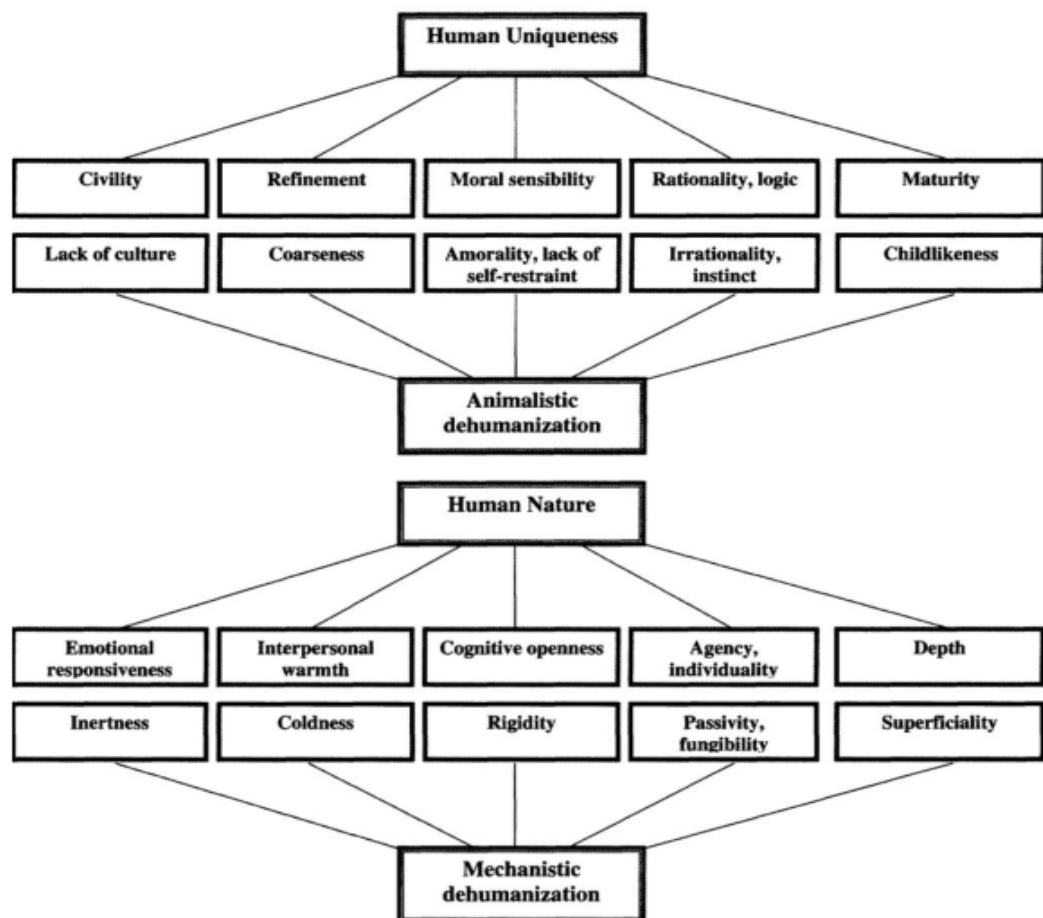 Human Uniqueness
Civility
Refinement
Moral sensibility
Rationality, logic
Maturity
Lack of culture
Coarseness
Amorality, lack of
self-restraint
Irrationality,
instinct
Childlikeness
Animalistic
dehumanization
Human Nature
Emotional
responsiveness
Interpersonal
warmth
Cognitive openness
Agency,
individuality
Depth
Inertness
Coldness
Rigidity
Passivity,
fungibility
Superficiality
Mechanistic
dehumanization